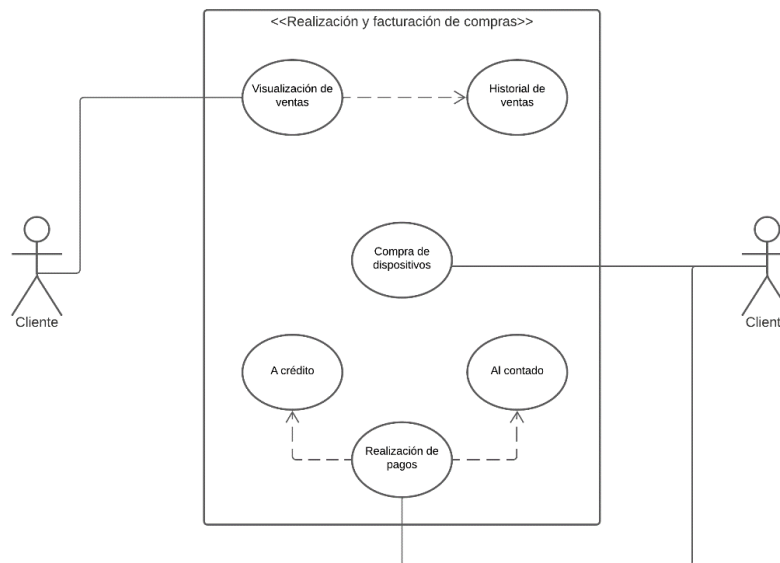 <<Realización y facturación de compras>>
Visualización de
ventas
Historial de
ventas
Compra de
dispositivos
Cliente
Client
A crédito
Al contado
Realización de
pagos